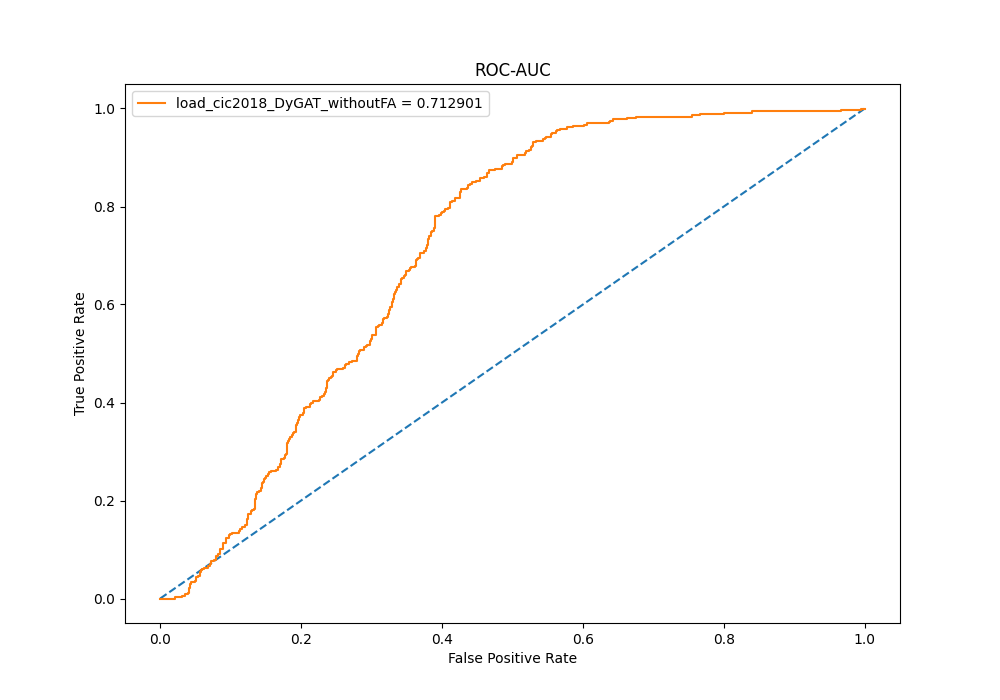 ROC-AUC
load_cic2018_DyGAT_withoutFA = 0.712901
1.0
0.8
0.6
0.4
0.2
0.0
True Positive Rate
0.0 0.2 0.4 0.6 0.8 1.0
False Positive Rate